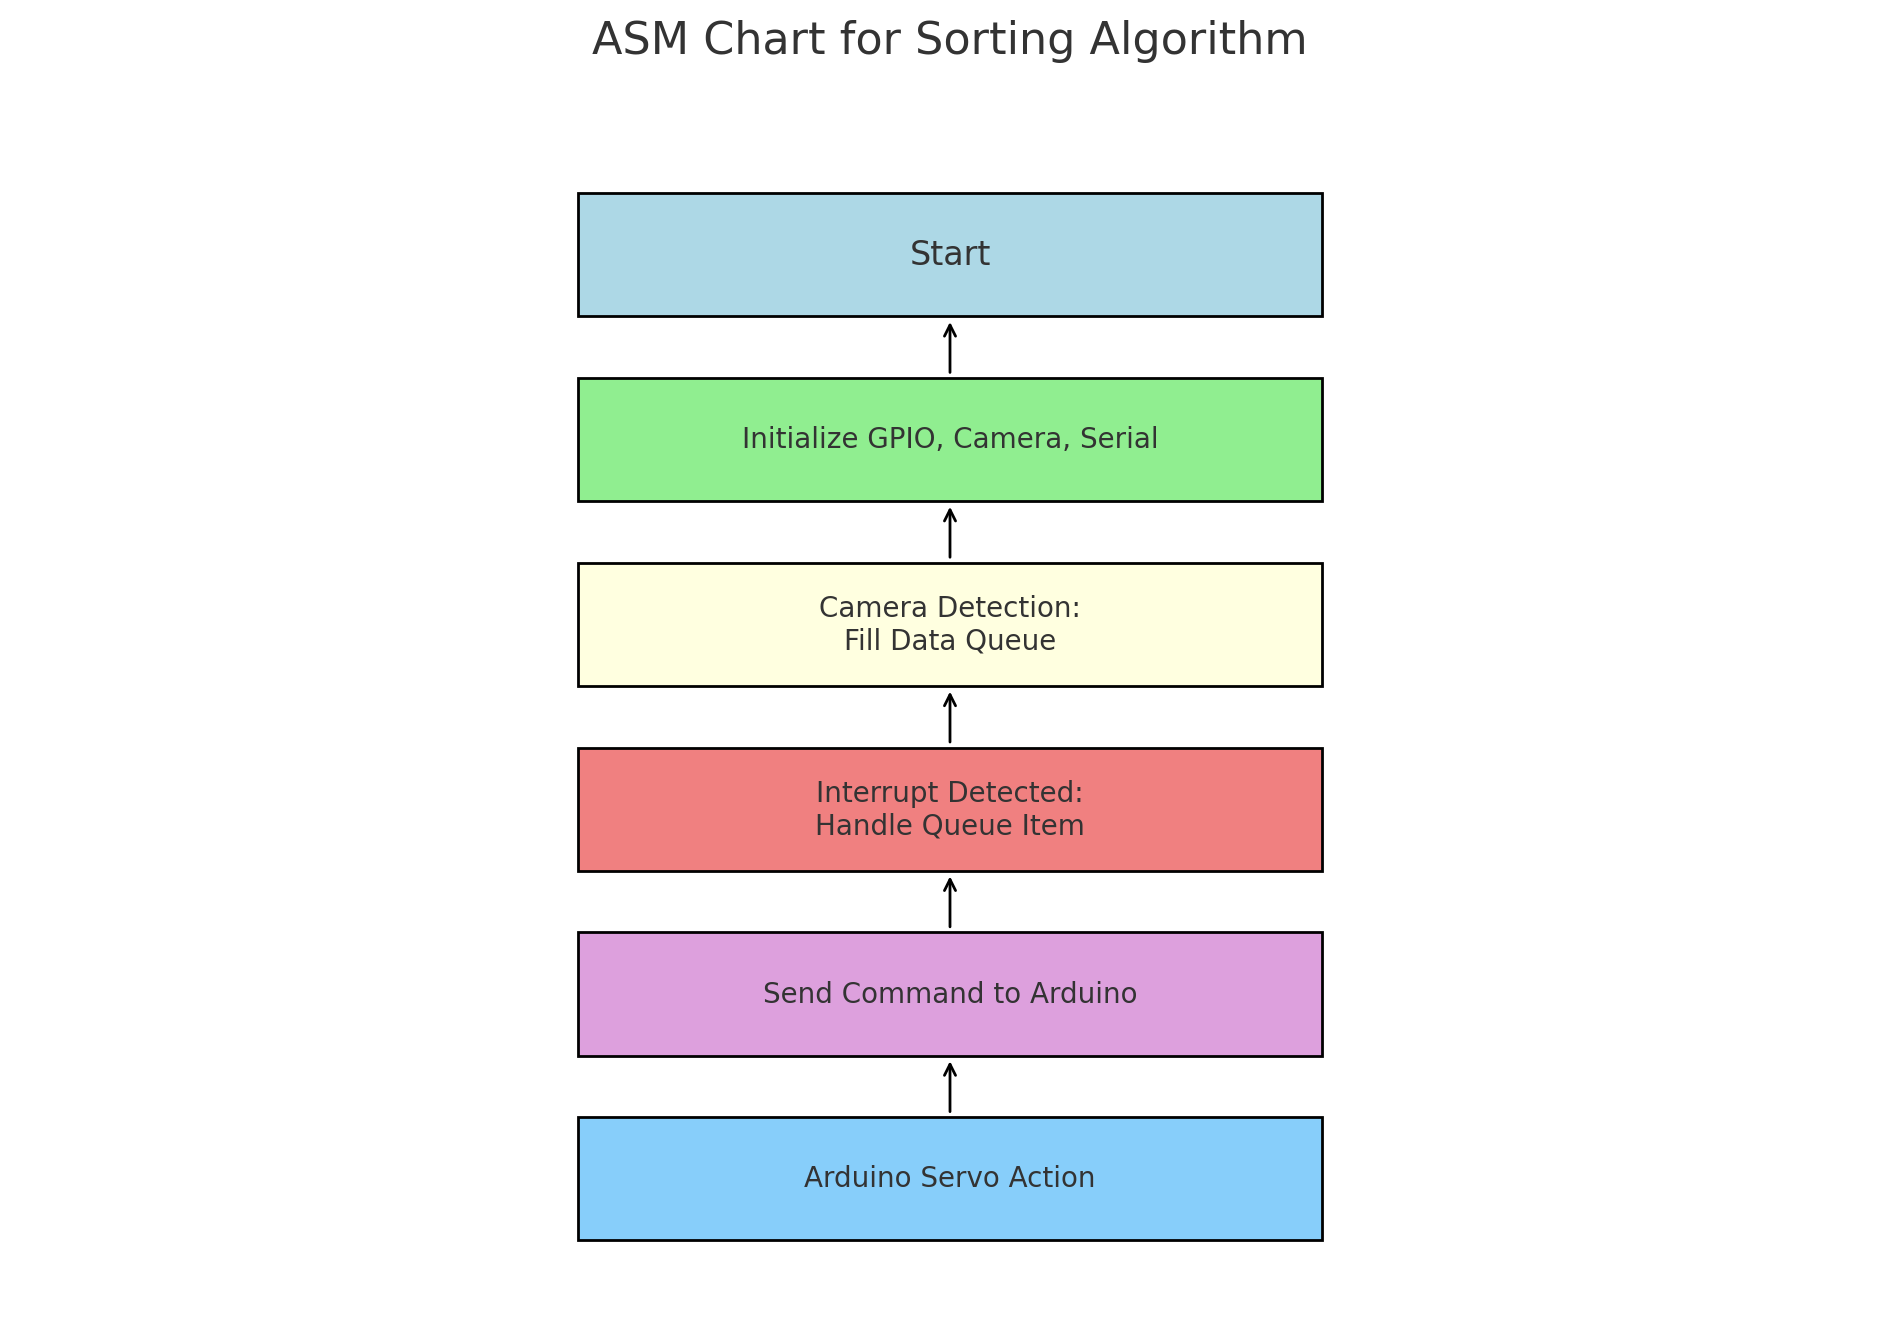 ASM Chart for Sorting Algorithm
Start
Initialize GPIO, Camera, Serial
Camera Detection:
Fill Data Queue
Interrupt Detected:
Handle Queue Item
Send Command to Arduino
Arduino Servo Action